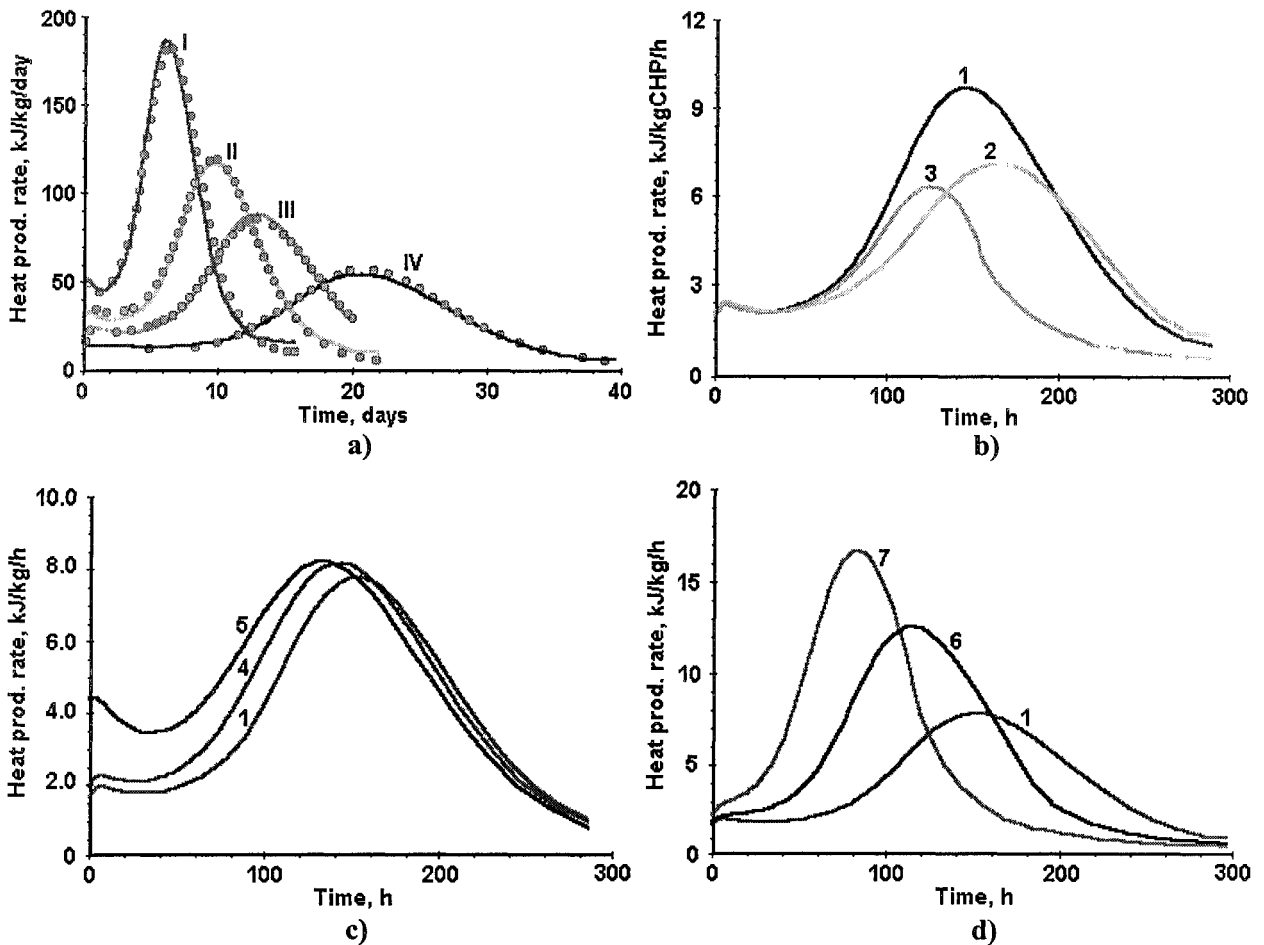 Heat prod. rate, kJ/kg/day
200
150
100
50
0
I
II
III
IV
0
10
20
30
40
Time, days
a)
Heat prod. rate, kJ/kgCHP/h
12
9
6
3
0
1
2
3
0
100
200
300
Time, h
b)
Heat prod. rate, kJ/kg/h
10.0
8.0
6.0
4.0
2.0
0
5
4
1
0
100
200
300
Time, h
c)
Heat prod. rate, kJ/kg/h
20
15
10
5
0
7
6
1
0
100
200
300
Time, h
d)